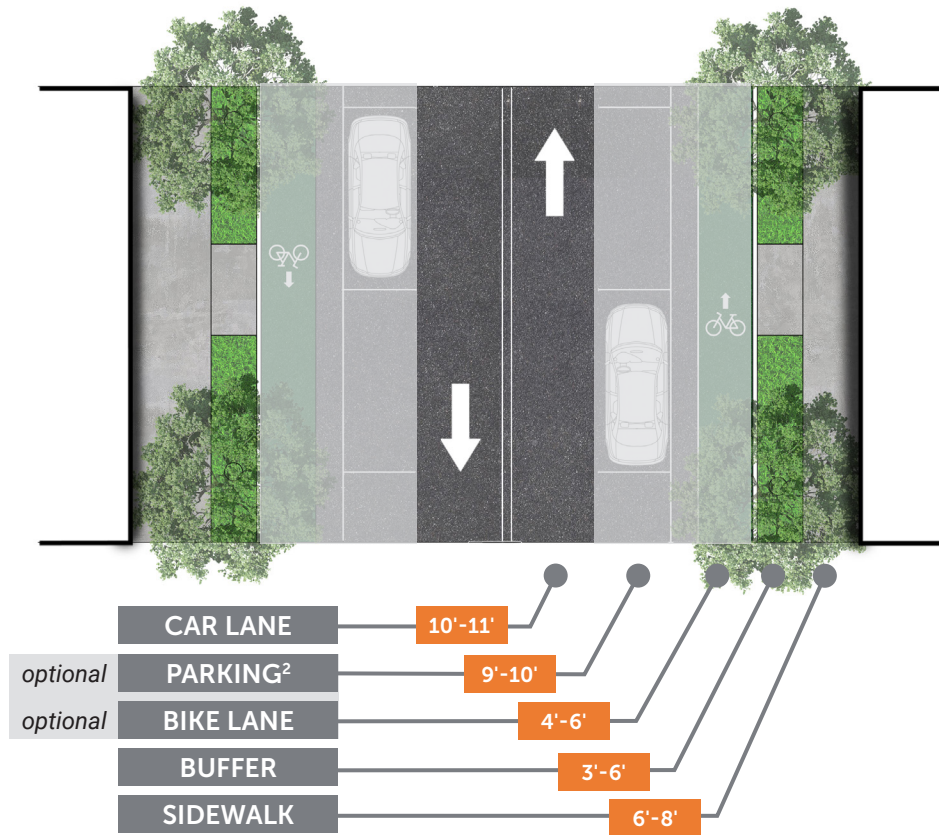 CAR LANE 10'-11'
optional PARKING² 9'-10'
optional BIKE LANE 4'-6'
BUFFER 3'-6'
SIDEWALK 6'-8'